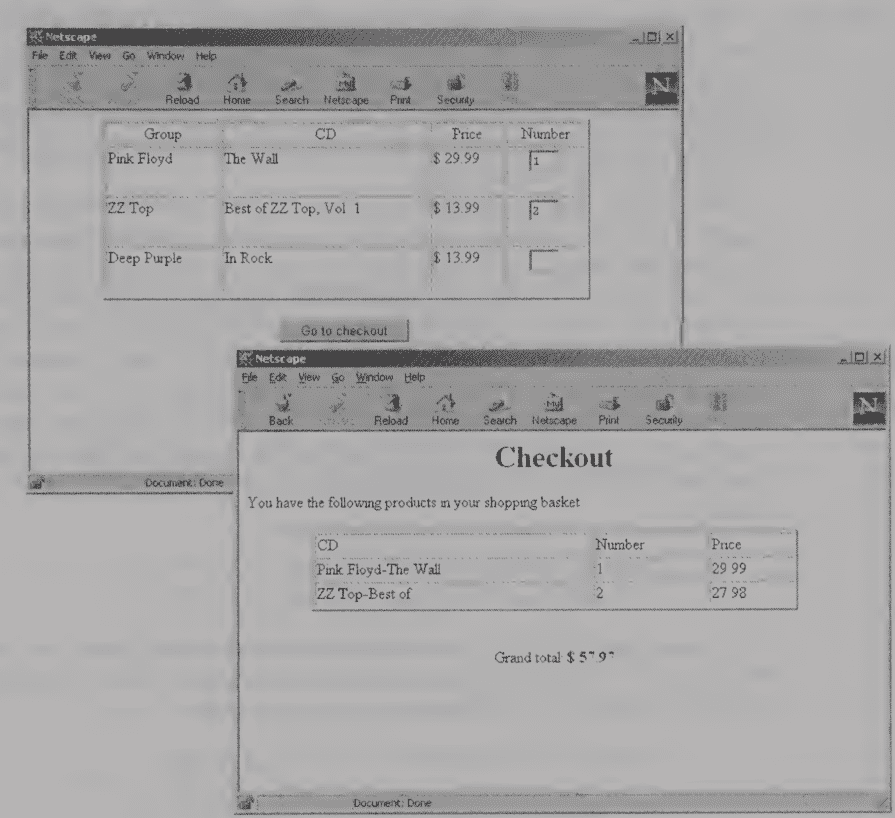 Netscape
File Edit View Go Window Help
Reload Home Search Netscape Print Security
N
Group CD Price Number
Pink Floyd The Wall $ 29.99 1
ZZ Top Best of ZZ Top, Vol 1 $ 13.99 2
Deep Purple In Rock $ 13.99
Go to checkout
Document: Done
Netscape
File Edit View Go Window Help
Back Reload Home Search Netscape Print Security
N
Checkout
You have the following products in your shopping basket
CD Number Price
Pink Floyd-The Wall 1 29 99
ZZ Top-Best of 2 27 98
Grand total: $ 57.97
Document: Done